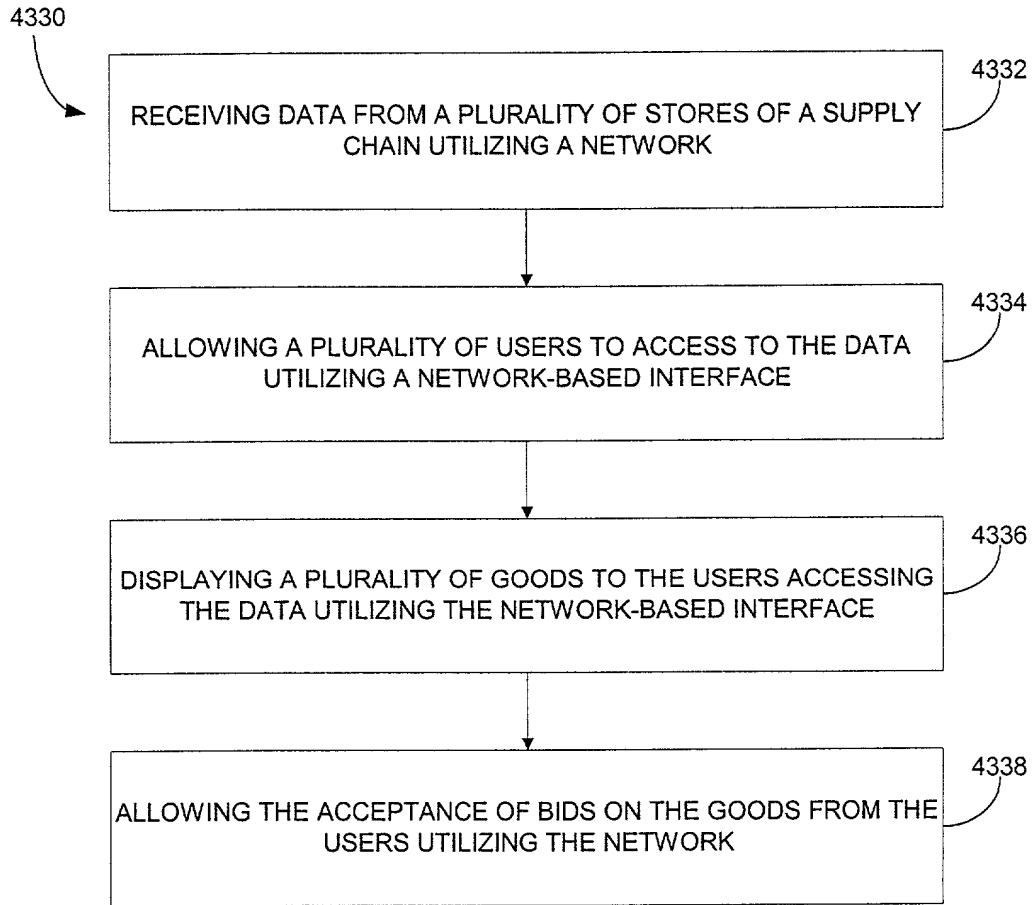 4330
4332
RECEIVING DATA FROM A PLURALITY OF STORES OF A SUPPLY
CHAIN UTILIZING A NETWORK
4334
ALLOWING A PLURALITY OF USERS TO ACCESS TO THE DATA
UTILIZING A NETWORK-BASED INTERFACE
4336
DISPLAYING A PLURALITY OF GOODS TO THE USERS ACCESSING
THE DATA UTILIZING THE NETWORK-BASED INTERFACE
4338
ALLOWING THE ACCEPTANCE OF BIDS ON THE GOODS FROM THE
USERS UTILIZING THE NETWORK